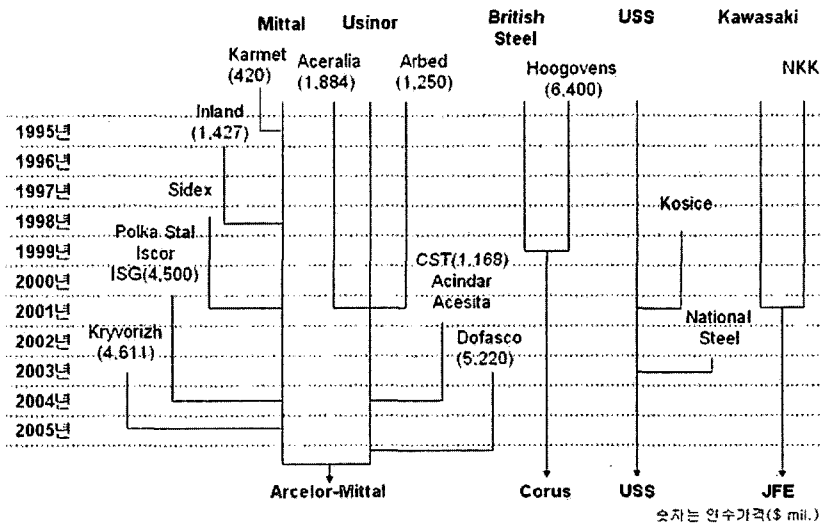 Mittal
Usinor
British
Steel
USS
Kawasaki
Karmet
(420)
Aceralia
(1.884)
Arbed
(1,250)
Hoogovens
(6,400)
NKK
Inland
(1,427)
1995년
1996년
1997년
Sidex
1998년
Kosice
Polka Stal
Iscor
ISG(4,500)
1999년
2000년
CST(1,168)
Acindar
Acesita
2001년
National
Steel
2002년
Kryvorizh
(4,611)
Dofasco
(5,220)
2003년
2004년
2005년
Arcelor-Mittal
Corus
USS
JFE
숫자는 인수가격($ mil.)